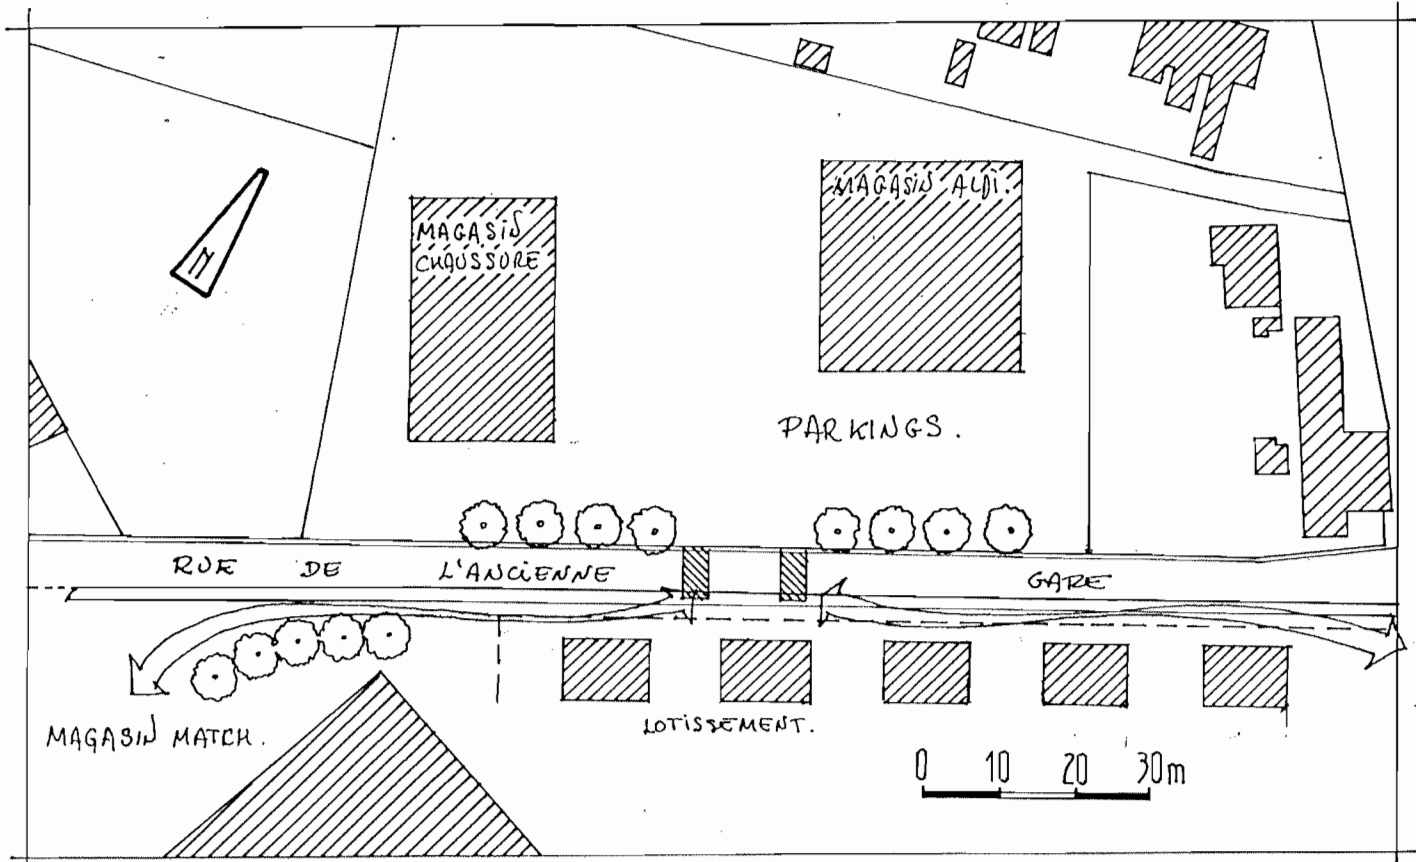 MAGASIN ALDI.
MAGASIN
CHAUSSURE
N
PARKINGS.
RUE DE L'ANCIENNE GARE
MAGASIN MATCH.
LOTISSEMENT.
0 10 20 30m